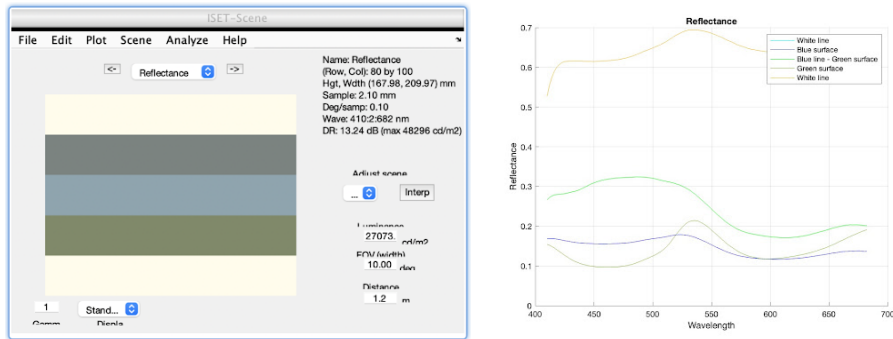 ISET-Scene
File Edit Plot Scene Analyze Help
<- Reflectance ->
Name: Reflectance
(Row, Col): 80 by 100
Hgt, Wdth (167.98, 209.97) mm
Sample: 2.10 mm
Deg/samp: 0.10
Wave: 410:2:682 nm
DR: 13.24 dB (max 48296 cd/m2)
Adjust scene
... Interp
Luminance
27073. cd/m2
FOV (width)
10.00 deg
Distance
1.2 m
1 Stand...
Gamm Displa
Reflectance
White line
Blue surface
Blue line - Green surface
Green surface
White line
Reflectance
0.7
0.6
0.5
0.4
0.3
0.2
0.1
0
400 450 500 550 600 650 700
Wavelength